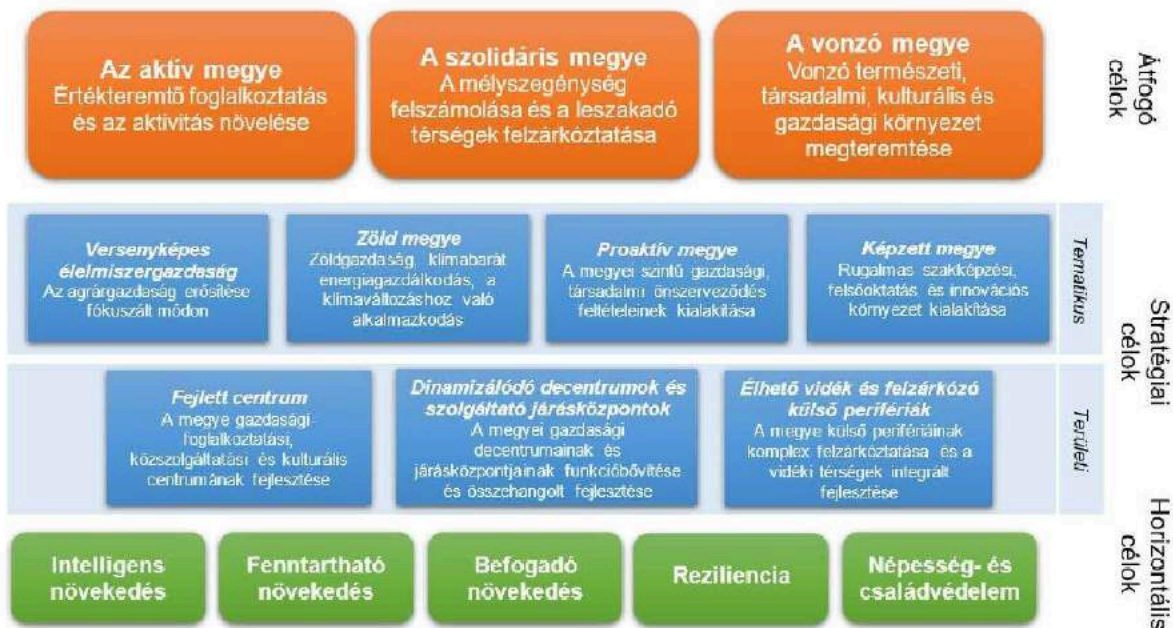 Az aktív megye
Értékteremtő foglalkoztatás
és az aktivitás növelése
A szolidáris megye
A mélyszegénység
felszámolása és a leszakadó
térségek felzárkóztatása
A vonzó megye
Vonzó természeti,
társadalmi, kulturális és
gazdasági környezet
megteremtése
Átfogó
célok
Versenyképes
élelmiszergazdaság
Az agrárgazdaság erősítése
fókuszált módon
Zöld megye
Zöldgazdaság, klímabarát
energiagazdálkodás, a
klímaváltozáshoz való
alkalmazkodás
Proaktív megye
A megyei szintű gazdasági,
társadalmi önszerveződés
feltételeinek kialakítása
Képzett megye
Rugalmas szakképzési,
felsőoktatás és innovációs
környezet kialakítása
Tematikus
Stratégiai
célok
Fejlett centrum
A megye gazdasági-
foglalkoztatási,
közszolgáltatási és kulturális
centrumának fejlesztése
Dinamizálódó decentrumok és
szolgáltató járásközpontok
A megyei gazdasági
decentrumainak és
járásközpontjainak funkcióbővítése
és összehangolt fejlesztése
Élhető vidék és felzárkózó
külső perifériák
A megye külső perifériáinak
komplex felzárkóztatása és a
vidéki térségek integrált
fejlesztése
Területi
Intelligens
növekedés
Fenntartható
növekedés
Befogadó
növekedés
Reziliencia
Népesség- és
családvédelem
Horizontális
célok